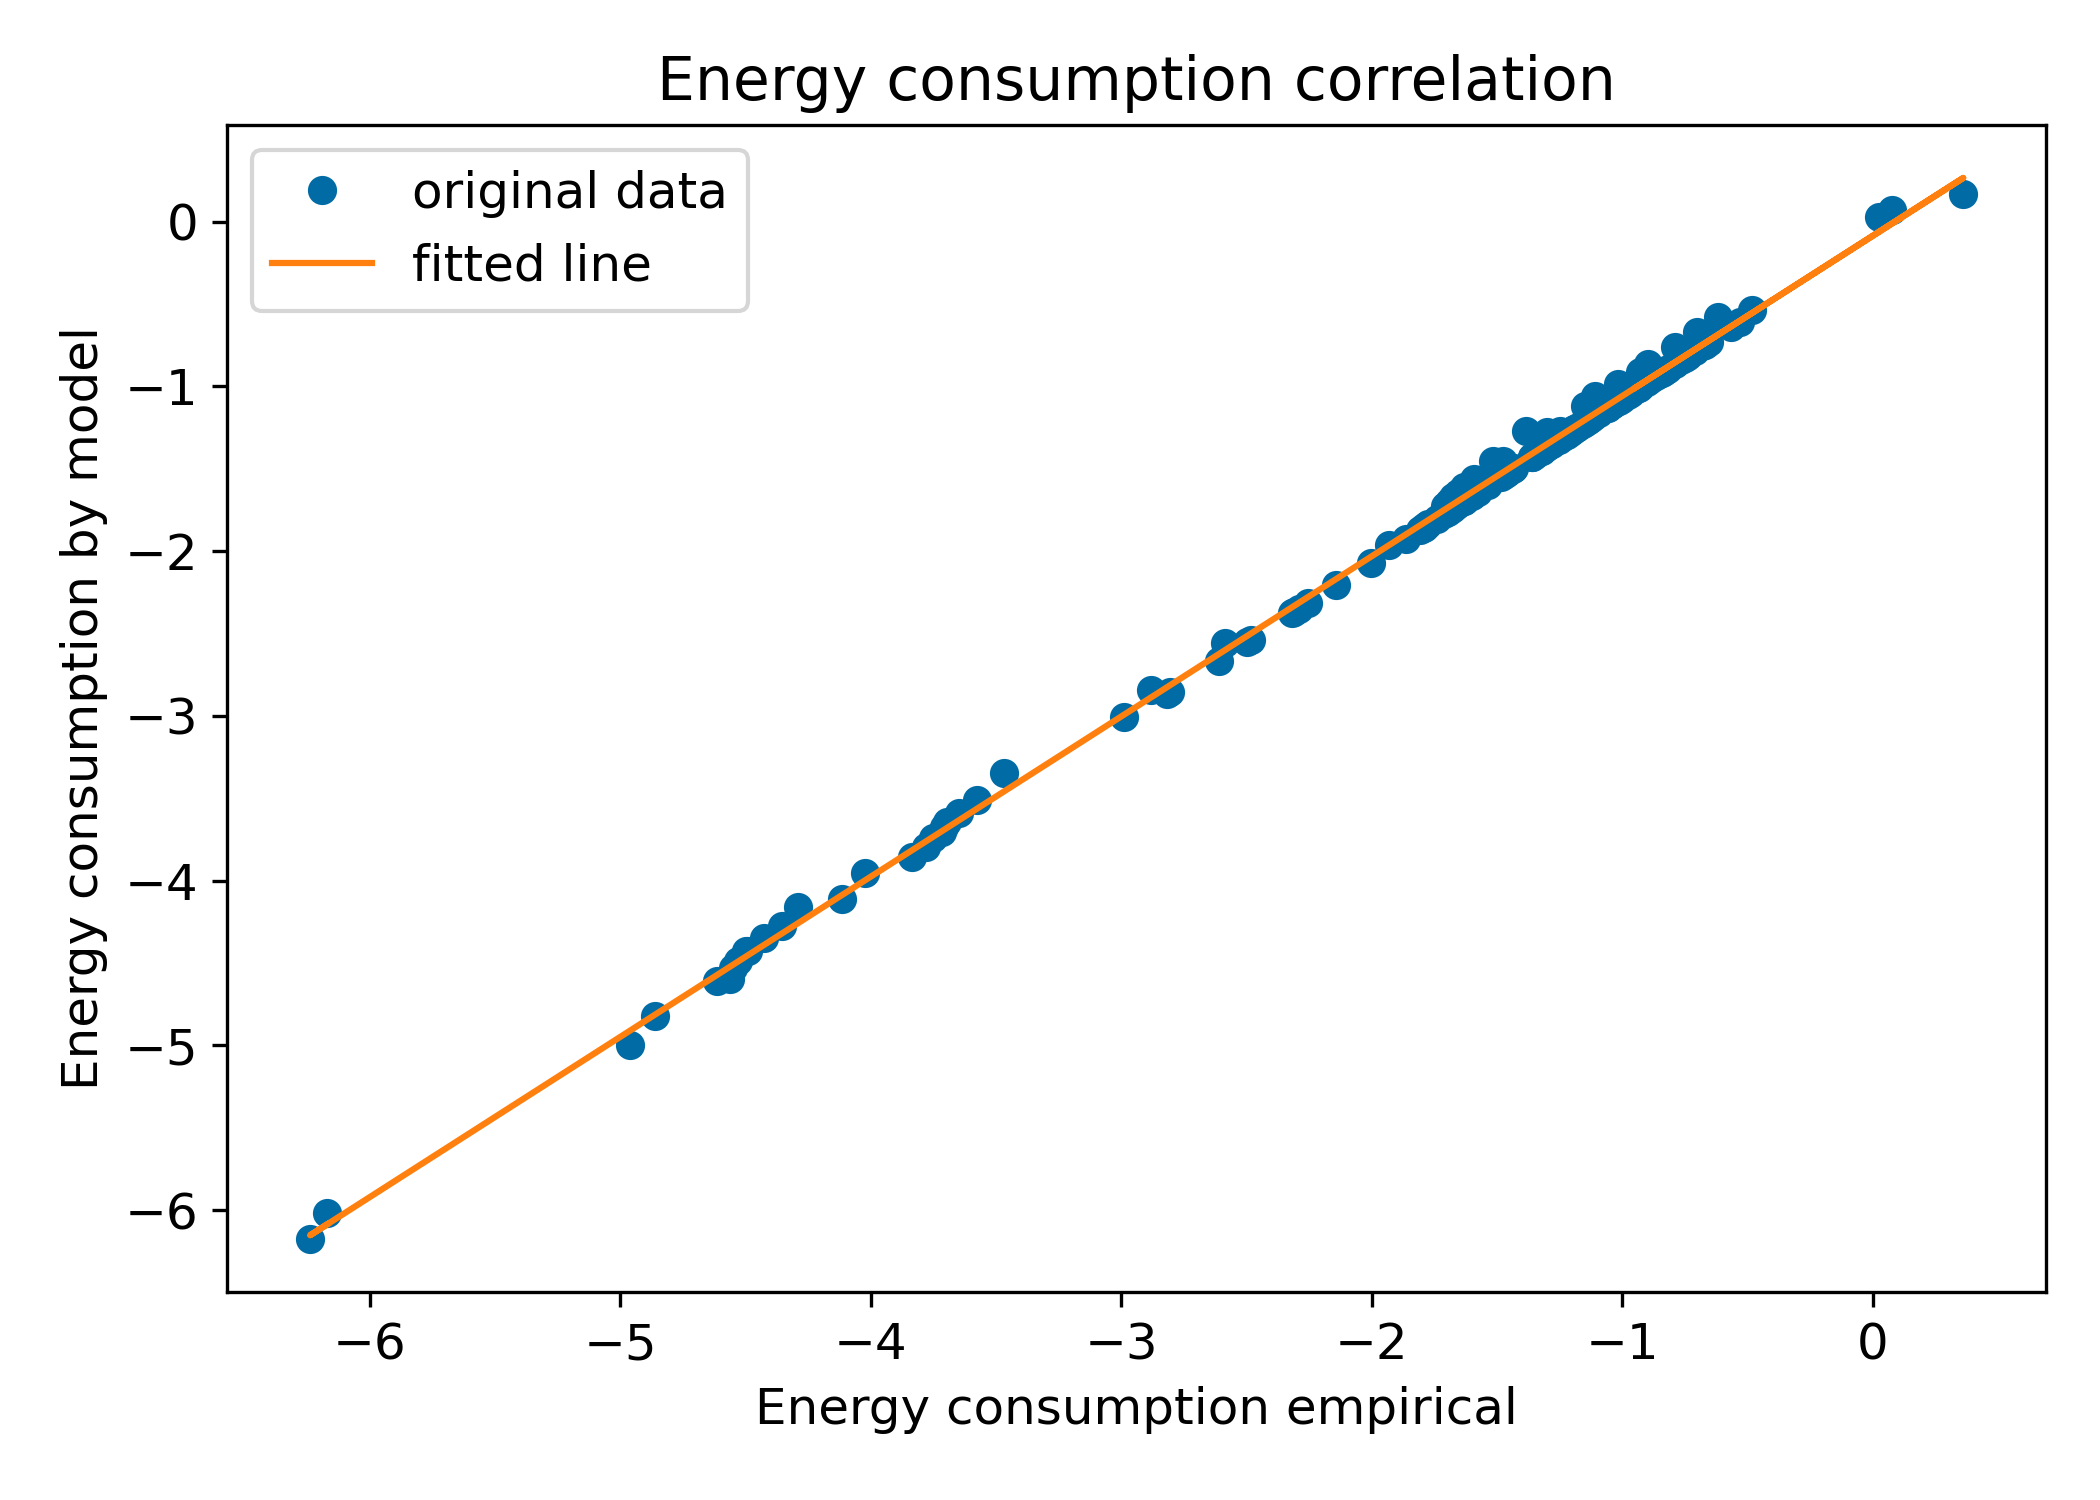 Energy consumption correlation
original data
fitted line
0
−1
−2
−3
−4
−5
−6
Energy consumption by model
−6 −5 −4 −3 −2 −1 0
Energy consumption empirical